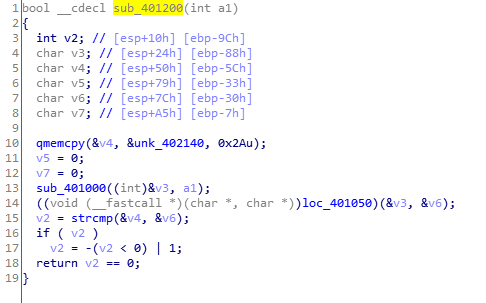 1 bool __cdecl sub_401200(int a1)
2 {
3 int v2; // [esp+10h] [ebp-9Ch]
4 char v3; // [esp+24h] [ebp-88h]
5 char v4; // [esp+50h] [ebp-5Ch]
6 char v5; // [esp+79h] [ebp-33h]
7 char v6; // [esp+7Ch] [ebp-30h]
8 char v7; // [esp+A5h] [ebp-7h]
9
10 qmemcpy(&v4, &unk_402140, 0x2Au);
11 v5 = 0;
12 v7 = 0;
13 sub_401000((int)&v3, a1);
14 ((void (__fastcall *)(char *, char *))loc_401050)(&v3, &v6);
15 v2 = strcmp(&v4, &v6);
16 if ( v2 )
17 v2 = -(v2 < 0) | 1;
18 return v2 == 0;
19 }